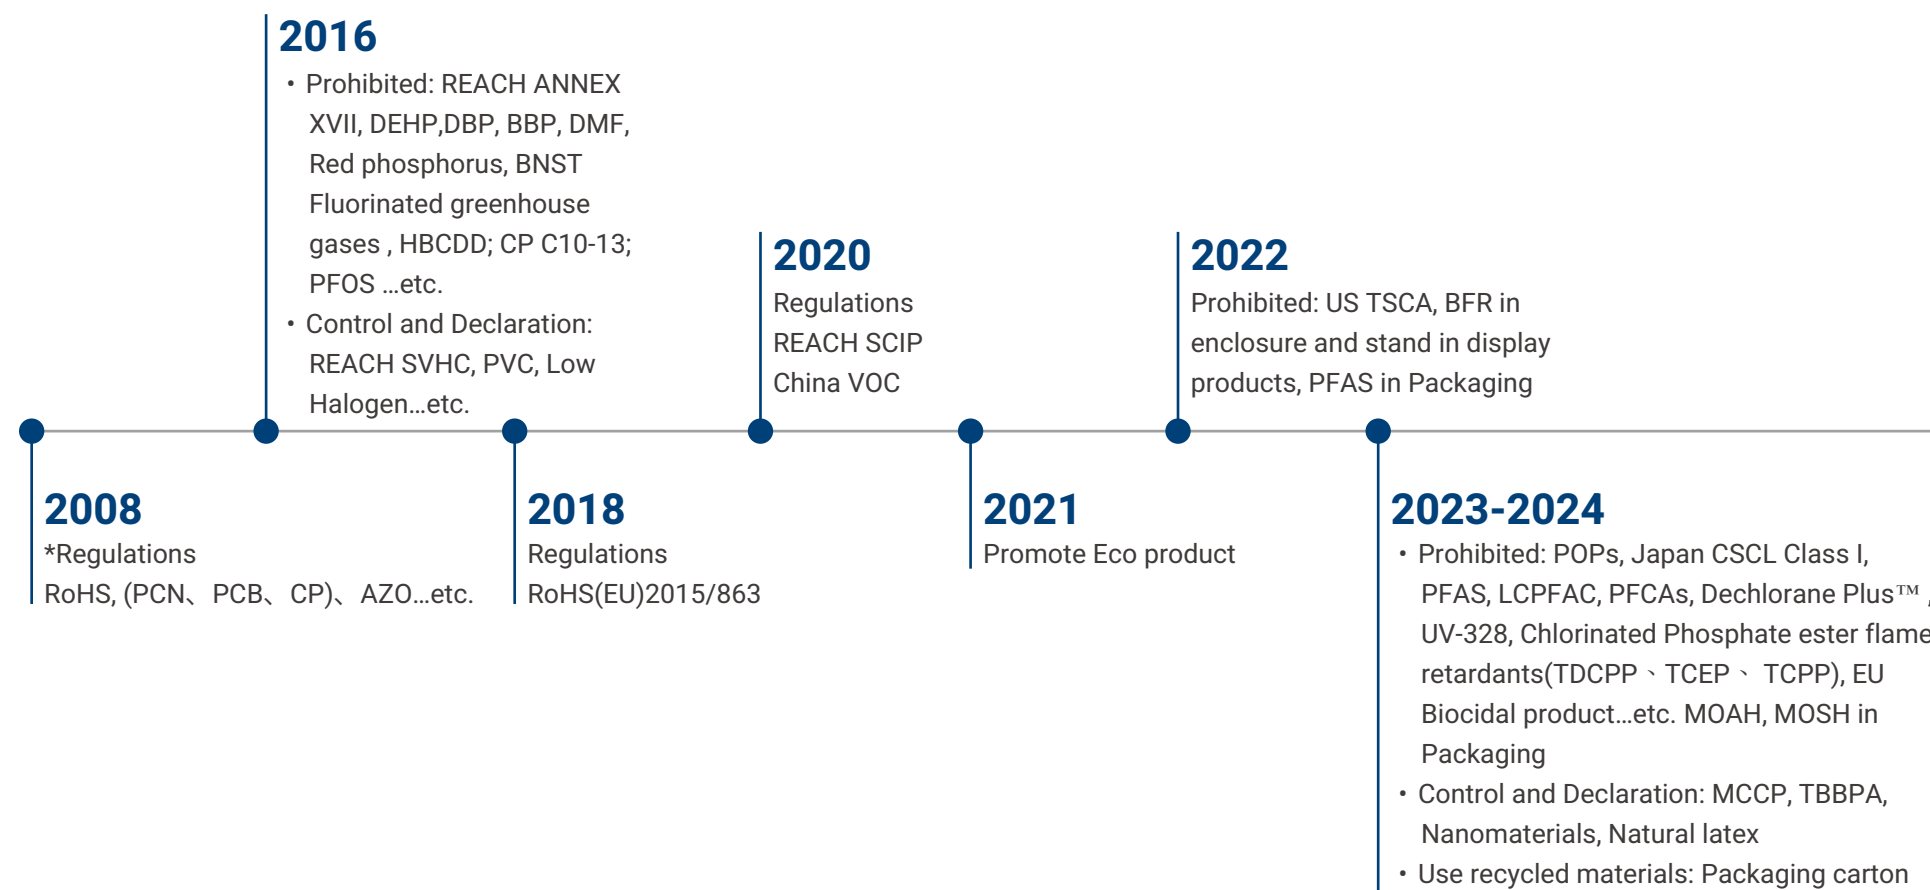 2016
・Prohibited: REACH ANNEX
XVII, DEHP,DBP, BBP, DMF,
Red phosphorus, BNST
Fluorinated greenhouse
gases , HBCDD; CP C10-13;
PFOS …etc.
・Control and Declaration:
REACH SVHC, PVC, Low
Halogen…etc.
2020
Regulations
REACH SCIP
China VOC
2022
Prohibited: US TSCA, BFR in
enclosure and stand in display
products, PFAS in Packaging
2008
*Regulations
RoHS, (PCN、PCB、CP)、AZO…etc.
2018
Regulations
RoHS(EU)2015/863
2021
Promote Eco product
2023-2024
・Prohibited: POPs, Japan CSCL Class I,
PFAS, LCPFAC, PFCAs, Dechlorane Plus™ ,
UV-328, Chlorinated Phosphate ester flame
retardants(TDCPP、TCEP、 TCPP), EU
Biocidal product…etc. MOAH, MOSH in
Packaging
・Control and Declaration: MCCP, TBBPA,
Nanomaterials, Natural latex
・Use recycled materials: Packaging carton